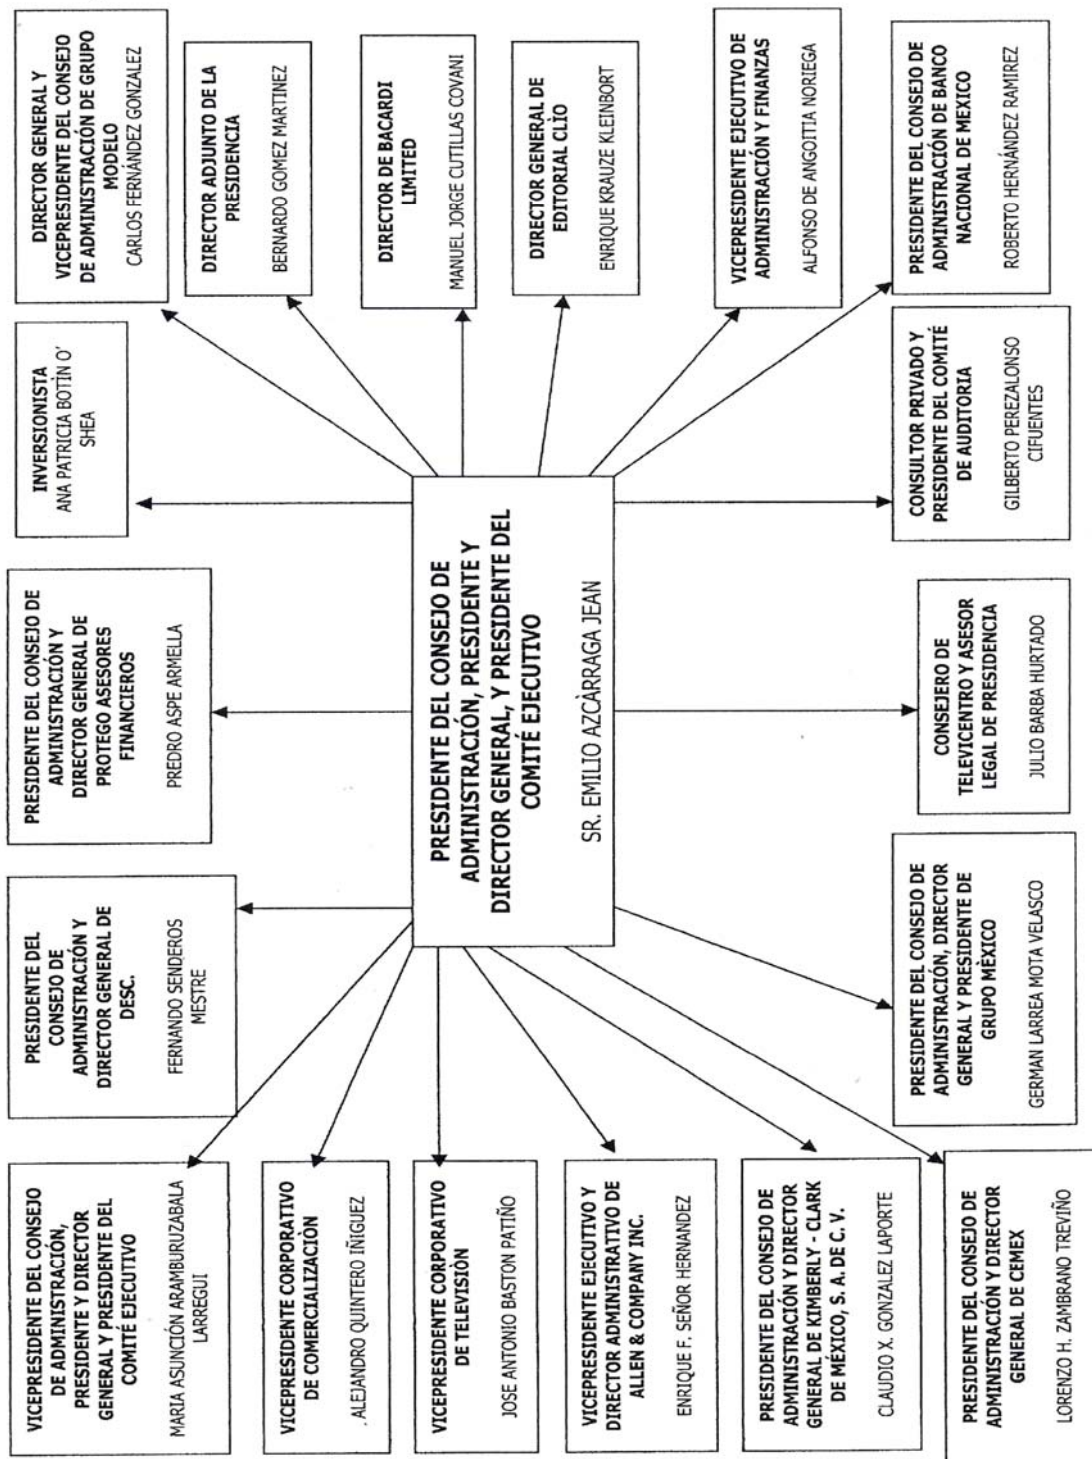 VICEPRESIDENTE DEL CONSEJO
DE ADMINISTRACIÓN,
PRESIDENTE Y DIRECTOR
GENERAL Y PRESIDENTE DEL
COMITÉ EJECUTIVO
MARIA ASUNCIÓN ARAMBURUZABALA
LARREGUI
PRESIDENTE DEL
CONSEJO DE
ADMINISTRACIÓN Y
DIRECTOR GENERAL DE
DESC.
FERNANDO SENDEROS
MESTRE
PRESIDENTE DEL CONSEJO DE
ADMINISTRACIÓN Y
DIRECTOR GENERAL DE
PROTEGO ASESORES
FINANCIEROS
PREDRO ASPE ARMELLA
INVERSIONISTA
ANA PATRICIA BOTÌN O'
SHEA
DIRECTOR GENERAL Y
VICEPRESIDENTE DEL CONSEJO
DE ADMINISTRACIÓN DE GRUPO
MODELO
CARLOS FERNÁNDEZ GONZALEZ
VICEPRESIDENTE CORPORATIVO
DE COMERCIALIZACIÒN
ALEJANDRO QUINTERO IÑIGUEZ
DIRECTOR ADJUNTO DE LA
PRESIDENCIA
BERNARDO GOMEZ MARTINEZ
VICEPRESIDENTE CORPORATIVO
DE TELEVISIÒN
JOSE ANTONIO BASTON PATIÑO
PRESIDENTE DEL CONSEJO DE
ADMINISTRACIÓN, PRESIDENTE Y
DIRECTOR GENERAL, Y PRESIDENTE DEL
COMITÉ EJECUTIVO
SR. EMILIO AZCÀRRAGA JEAN
DIRECTOR DE BACARDI
LIMITED
MANUEL JORGE CUTILLAS COVANI
VICEPRESIDENTE EJECUTIVO Y
DIRECTOR ADMINISTRATIVO DE
ALLEN & COMPANY INC.
ENRIQUE F. SEÑOR HERNANDEZ
DIRECTOR GENERAL DE
EDITORIAL CLÌO
ENRIQUE KRAUZE KLEINBORT
PRESIDENTE DEL CONSEJO DE
ADMINISTRACIÓN Y DIRECTOR
GENERAL DE KIMBERLY - CLARK
DE MÉXICO, S. A. DE C. V.
CLAUDIO X. GONZALEZ LAPORTE
VICEPRESIDENTE EJECUTIVO DE
ADMINISTRACIÓN Y FINANZAS
ALFONSO DE ANGOITIA NORIEGA
PRESIDENTE DEL CONSEJO DE
ADMINISTRACIÓN Y DIRECTOR
GENERAL DE CEMEX
LORENZO H. ZAMBRANO TREVIÑO
PRESIDENTE DEL CONSEJO DE
ADMINISTRACIÓN, DIRECTOR
GENERAL Y PRESIDENTE DE
GRUPO MÈXICO
GERMAN LARREA MOTA VELASCO
CONSEJERO DE
TELEVICENTRO Y ASESOR
LEGAL DE PRESIDENCIA
JULIO BARBA HURTADO
CONSULTOR PRIVADO Y
PRESIDENTE DEL COMITÉ
DE AUDITORIA
GILBERTO PEREZALONSO
CIFUENTES
PRESIDENTE DEL CONSEJO DE
ADMINISTRACIÓN DE BANCO
NACIONAL DE MEXICO
ROBERTO HERNÁNDEZ RAMIREZ